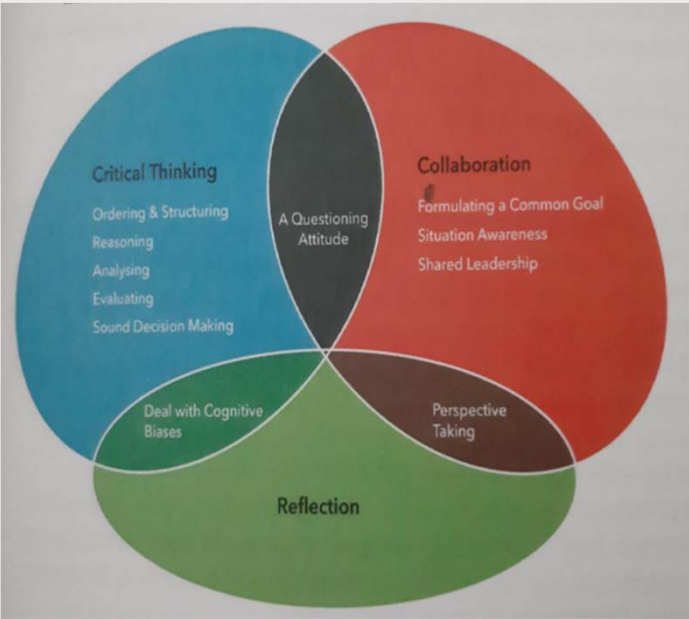 Critical Thinking
Ordering & Structuring
Reasoning
Analysing
Evaluating
Sound Decision Making
A Questioning
Attitude
Collaboration
Formulating a Common Goal
Situation Awareness
Shared Leadership
Deal with Cognitive
Biases
Perspective
Taking
Reflection